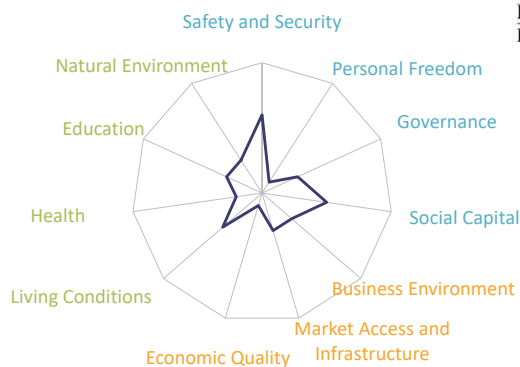 Safety and Security
Personal Freedom
Governance
Social Capital
Business Environment
Market Access and
Infrastructure
Economic Quality
Living Conditions
Health
Education
Natural Environment